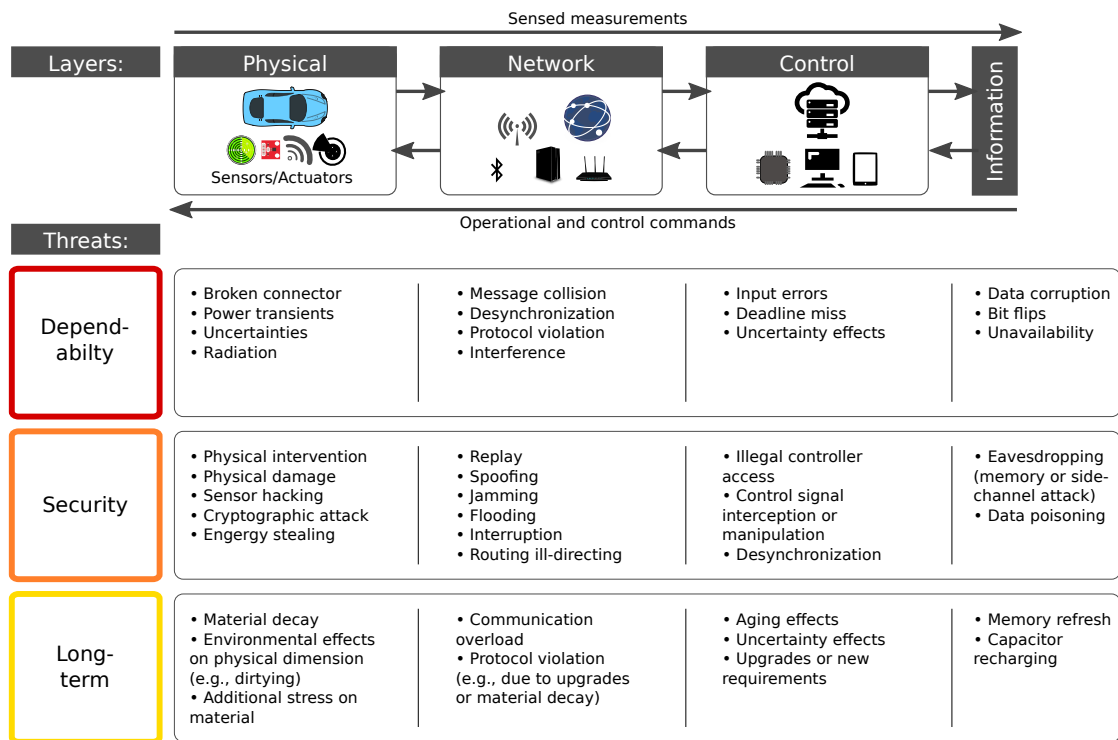 Sensed measurements
Layers:
Physical
Network
Control
Information
Sensors/Actuators
Operational and control commands
Threats:
Depend-
abilty
• Broken connector
• Power transients
• Uncertainties
• Radiation
• Message collision
• Desynchronization
• Protocol violation
• Interference
• Input errors
• Deadline miss
• Uncertainty effects
• Data corruption
• Bit flips
• Unavailability
Security
• Physical intervention
• Physical damage
• Sensor hacking
• Cryptographic attack
• Engergy stealing
• Replay
• Spoofing
• Jamming
• Flooding
• Interruption
• Routing ill-directing
• Illegal controller
access
• Control signal
interception or
manipulation
• Desynchronization
• Eavesdropping
(memory or side-
channel attack)
• Data poisoning
Long-
term
• Material decay
• Environmental effects
on physical dimension
(e.g., dirtying)
• Additional stress on
material
• Communication
overload
• Protocol violation
(e.g., due to upgrades
or material decay)
• Aging effects
• Uncertainty effects
• Upgrades or new
requirements
• Memory refresh
• Capacitor
recharging